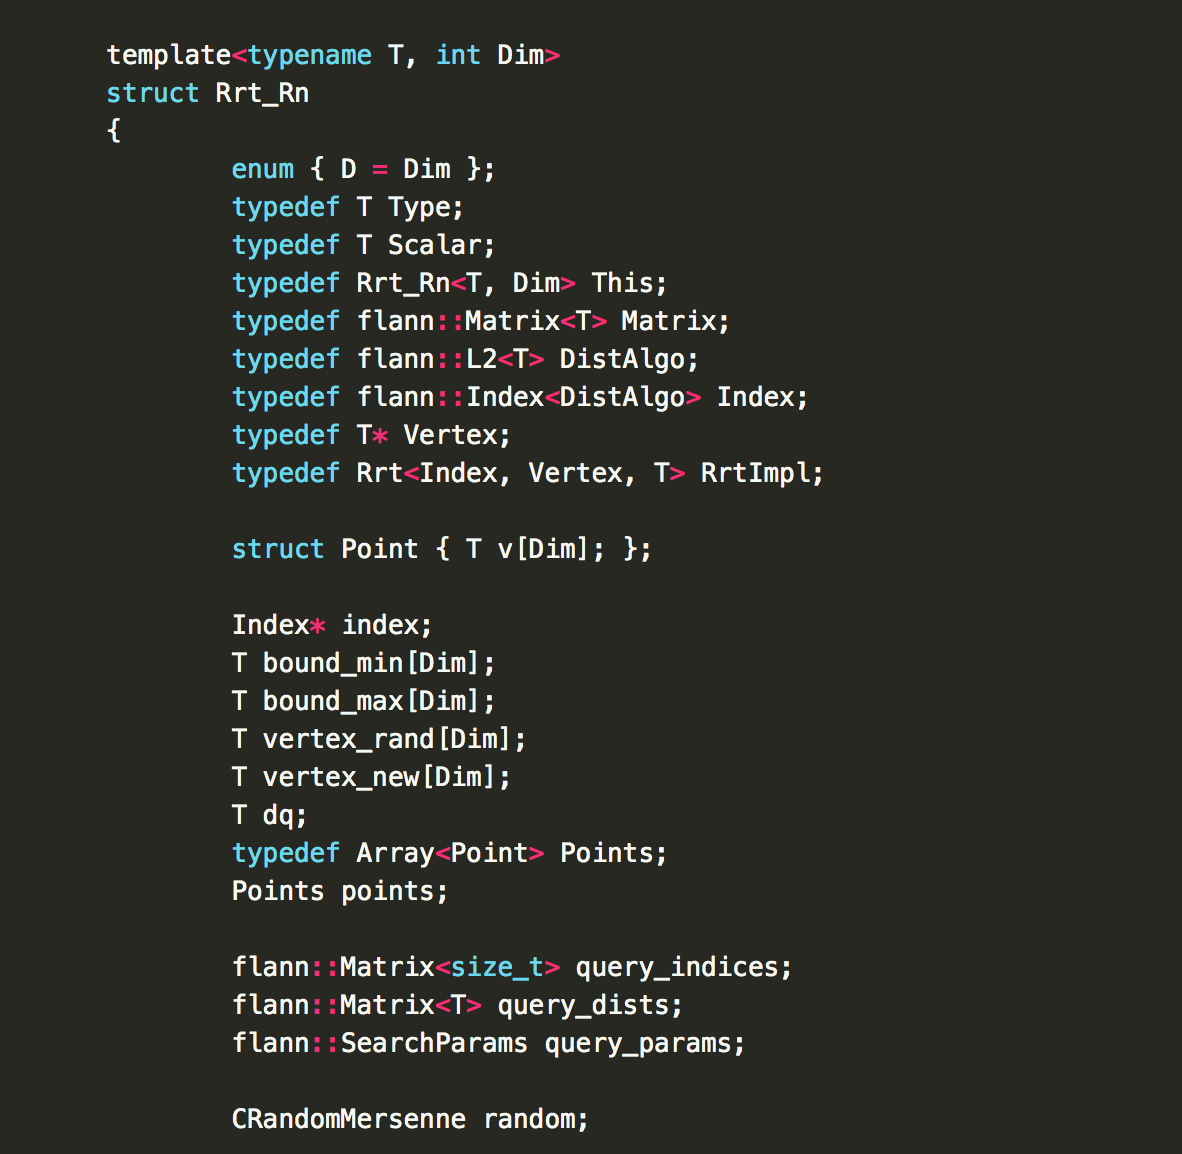 template<typename T, int Dim>
struct Rrt_Rn
{
enum { D = Dim };
typedef T Type;
typedef T Scalar;
typedef Rrt_Rn<T, Dim> This;
typedef flann::Matrix<T> Matrix;
typedef flann::L2<T> DistAlgo;
typedef flann::Index<DistAlgo> Index;
typedef T* Vertex;
typedef Rrt<Index, Vertex, T> RrtImpl;
struct Point { T v[Dim]; };
Index* index;
T bound_min[Dim];
T bound_max[Dim];
T vertex_rand[Dim];
T vertex_new[Dim];
T dq;
typedef Array<Point> Points;
Points points;
flann::Matrix<size_t> query_indices;
flann::Matrix<T> query_dists;
flann::SearchParams query_params;
CRandomMersenne random;